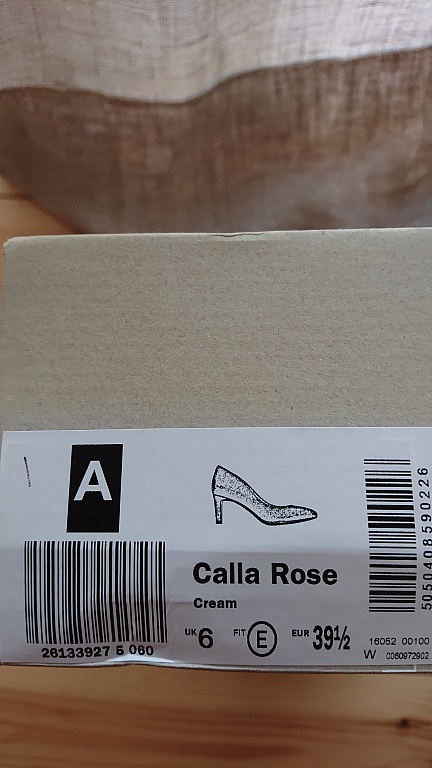 A
Calla Rose
Cream
UK 6 FIT E EUR 39½
26133927 5 060
5050408590226
16052 00100
W 0060972902